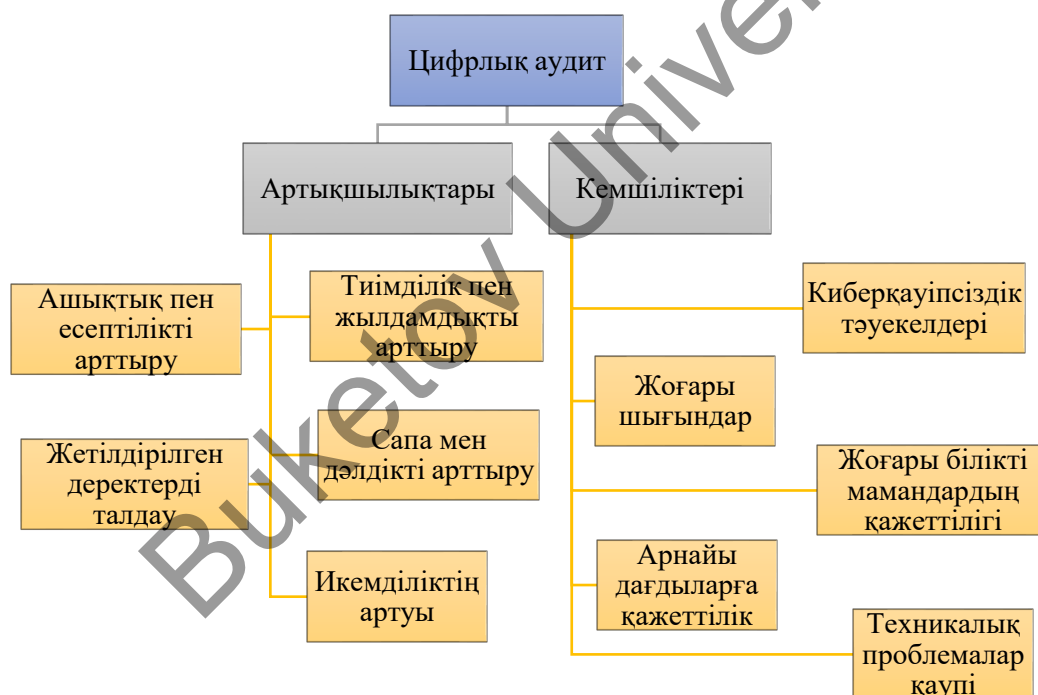 Цифрлық аудит
Артықшылықтары
Кемшіліктері
Ашықтық пен
есептілікті
арттыру
Тиімділік пен
жылдамдықты
арттыру
Жетілдірілген
деректерді
талдау
Сапа мен
дәлдікті арттыру
Икемділіктің
артуы
Киберқауіпсіздік
тәуекелдері
Жоғары
шығындар
Жоғары білікті
мамандардың
қажеттілігі
Арнайы
дағдыларға
қажеттілік
Техникалық
проблемалар
қаупі
Buketov Univer